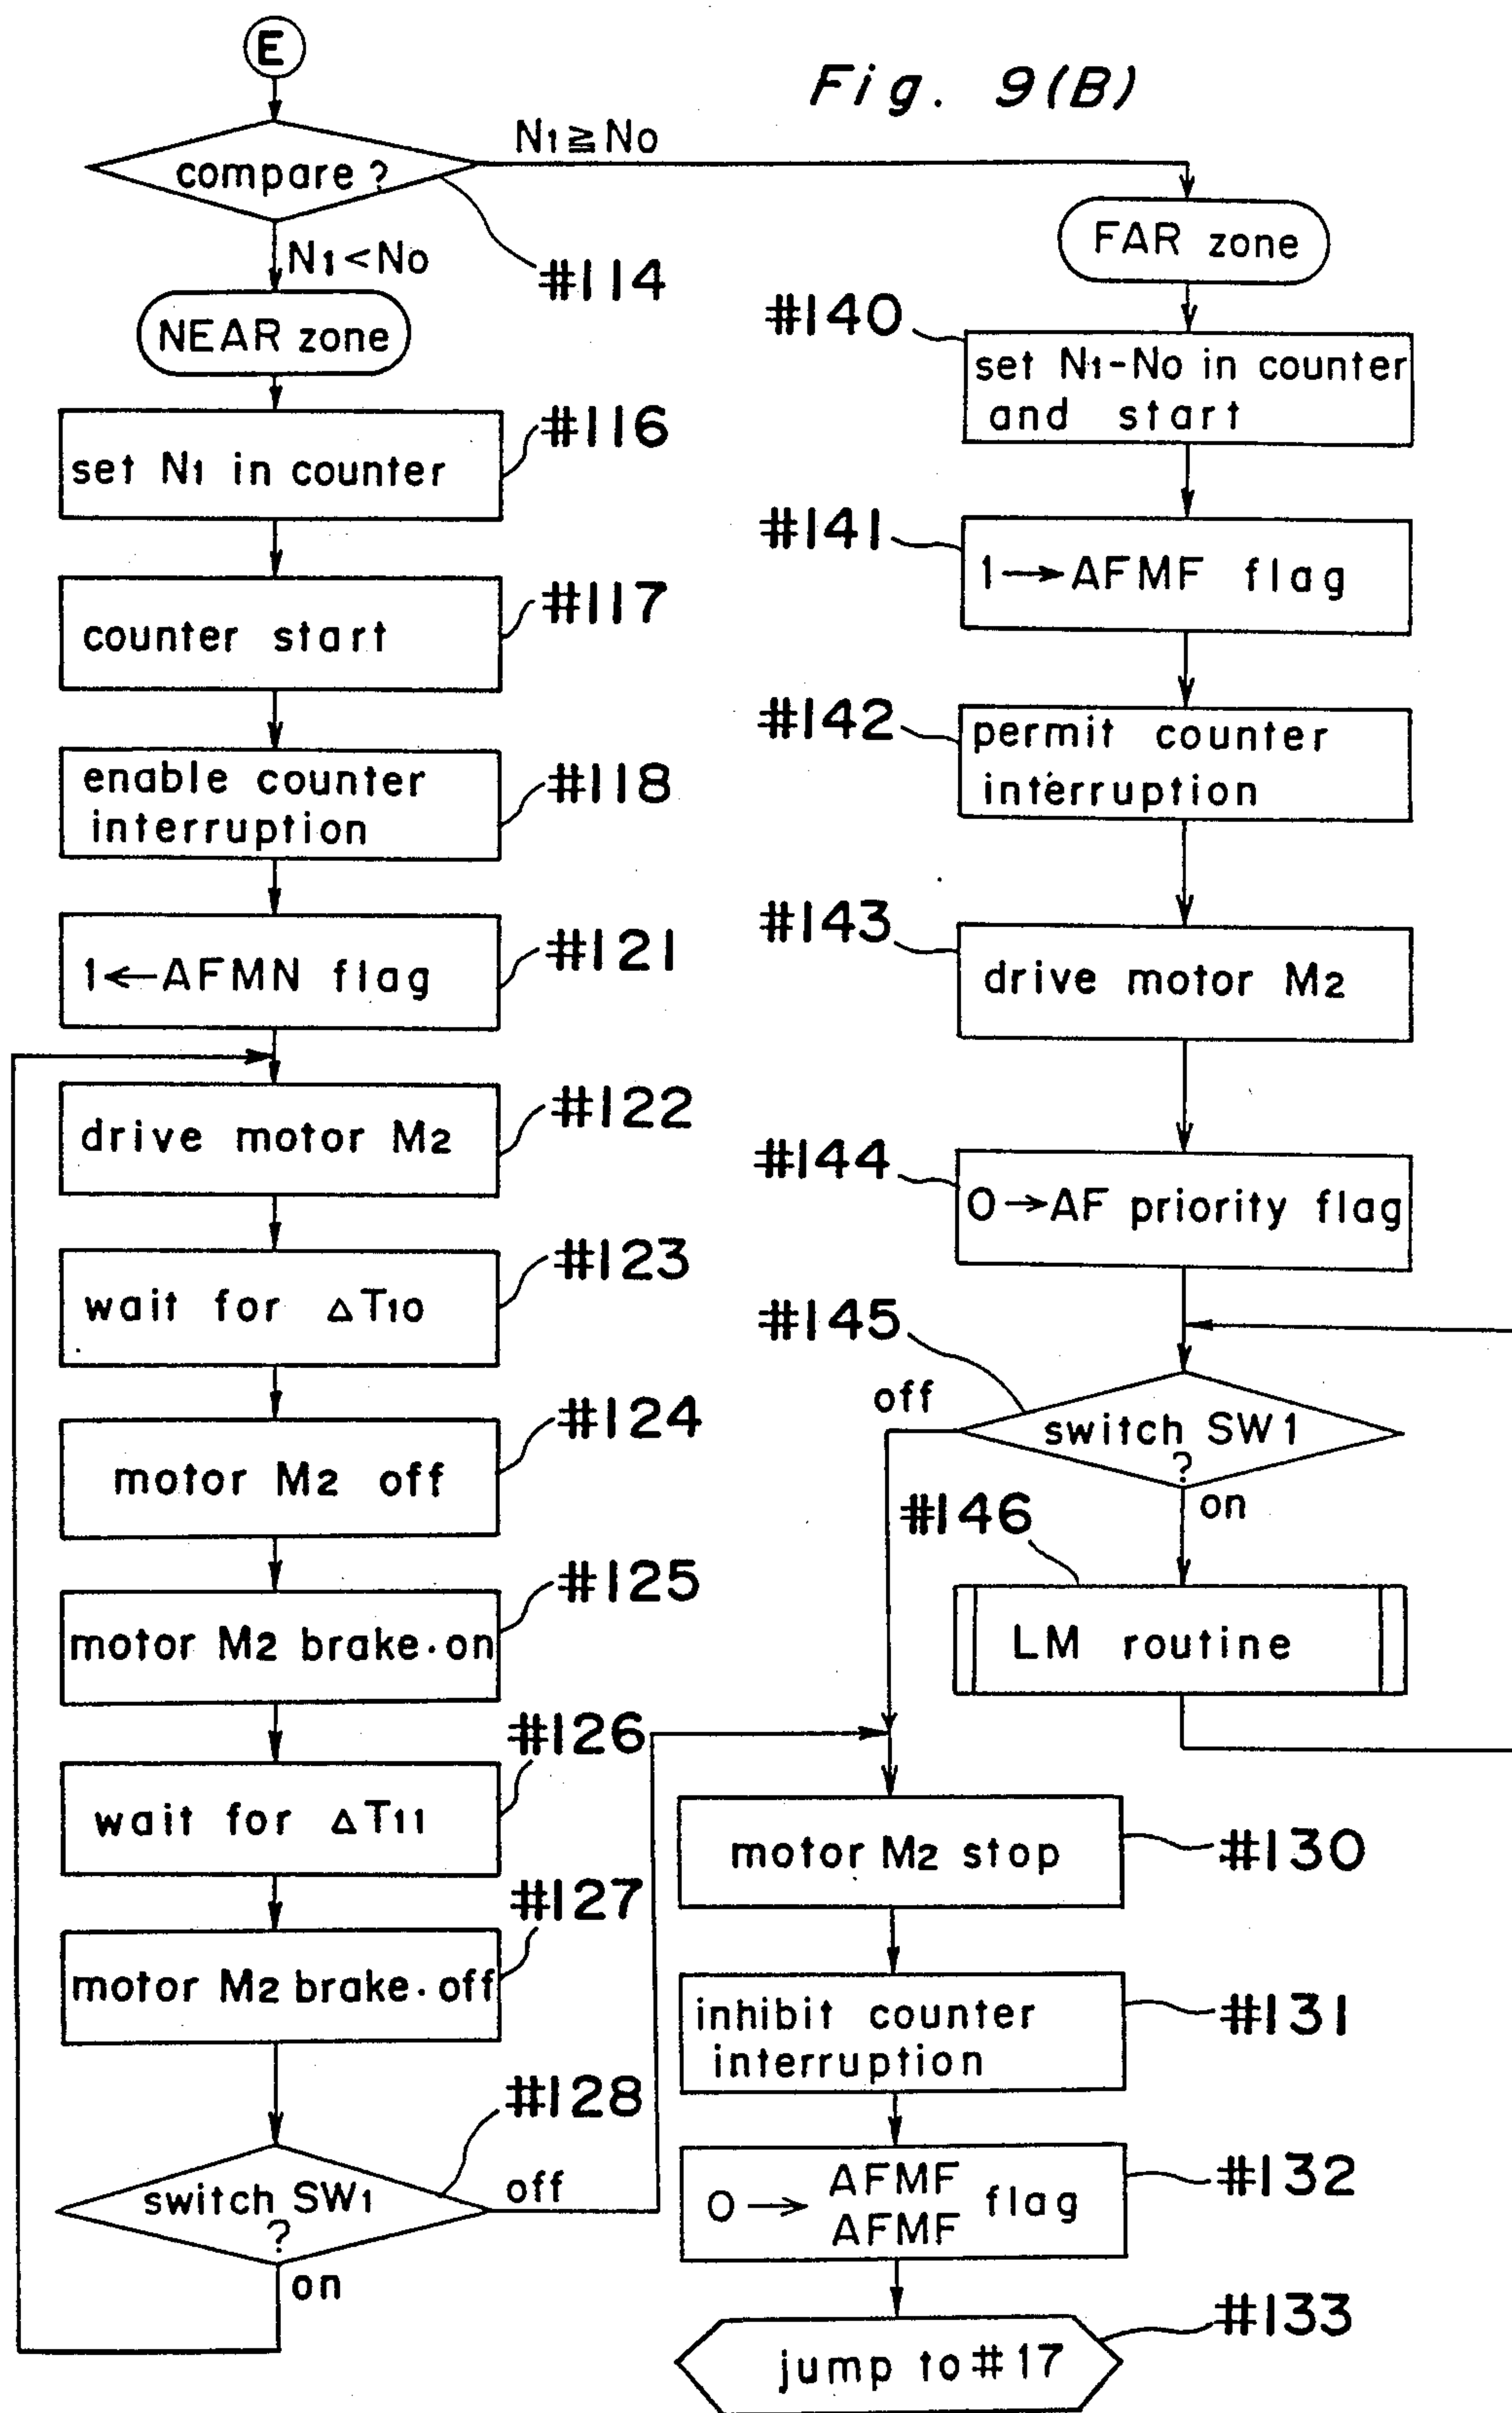 E
Fig. 9(B)
compare ?
N1≧No
N1<No
#114
NEAR zone
#116
set N1 in counter
#117
counter start
#118
enable counter
interruption
#121
1←AFMN flag
#122
drive motor M2
#123
wait for ΔT10
#124
motor M2 off
#125
motor M2 brake·on
#126
wait for ΔT11
#127
motor M2 brake·off
#128
switch SW1
?
off
on
FAR zone
#140
set N1-No in counter
and start
#141
1→AFMF flag
#142
permit counter
interruption
#143
drive motor M2
#144
0→AF priority flag
#145
off
switch SW1
?
on
#146
LM routine
motor M2 stop
#130
inhibit counter
interruption
#131
0→ AFMF flag
AFMF
#132
#133
jump to #17